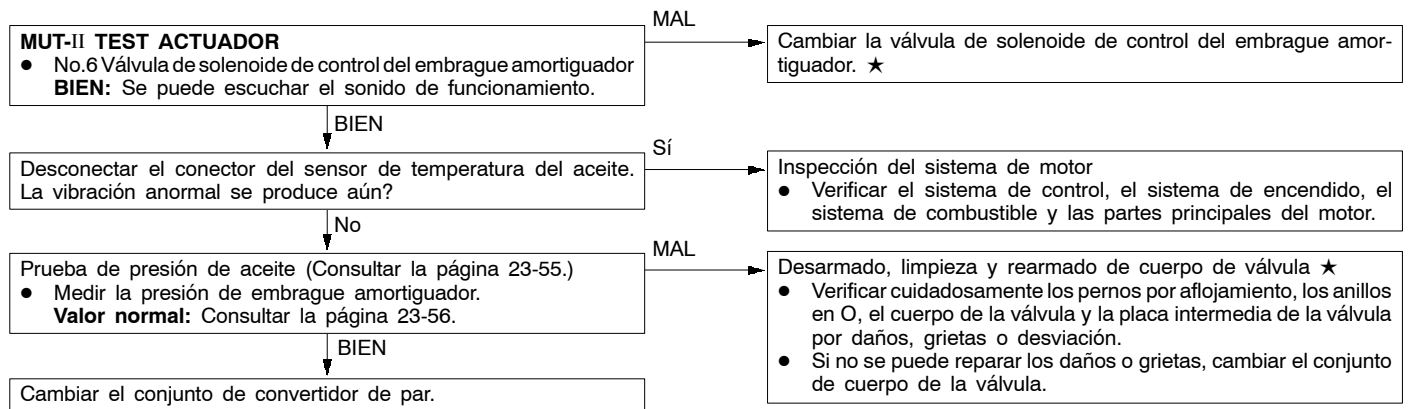 MAL
MUT-II TEST ACTUADOR
● No.6 Válvula de solenoide de control del embrague amortiguador
BIEN: Se puede escuchar el sonido de funcionamiento.
Cambiar la válvula de solenoide de control del embrague amor-
tiguador. ★
BIEN
Desconectar el conector del sensor de temperatura del aceite.
La vibración anormal se produce aún?
Sí
Inspección del sistema de motor
● Verificar el sistema de control, el sistema de encendido, el
sistema de combustible y las partes principales del motor.
No
Prueba de presión de aceite (Consultar la página 23-55.)
● Medir la presión de embrague amortiguador.
Valor normal: Consultar la página 23-56.
MAL
Desarmado, limpieza y rearmado de cuerpo de válvula ★
● Verificar cuidadosamente los pernos por aflojamiento, los anillos
en O, el cuerpo de la válvula y la placa intermedia de la válvula
por daños, grietas o desviación.
● Si no se puede reparar los daños o grietas, cambiar el conjunto
de cuerpo de la válvula.
BIEN
Cambiar el conjunto de convertidor de par.